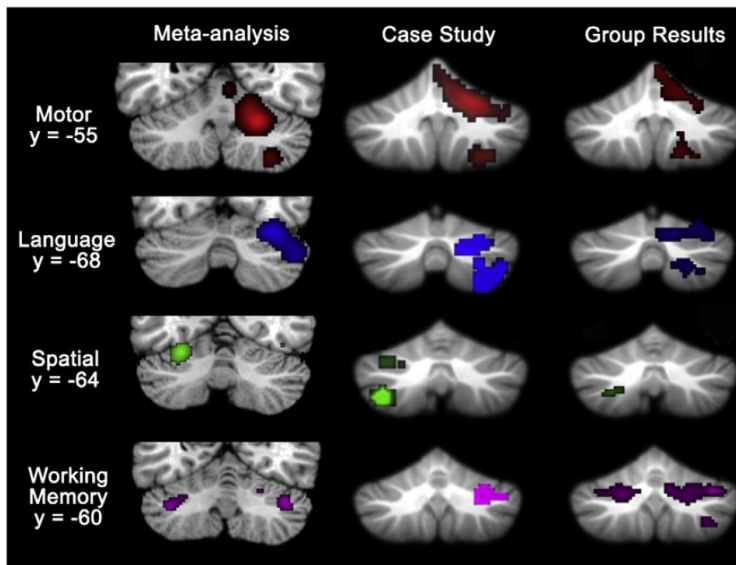 Meta-analysis Case Study Group Results
Motor
y = -55
Language
y = -68
Spatial
y = -64
Working
Memory
y = -60